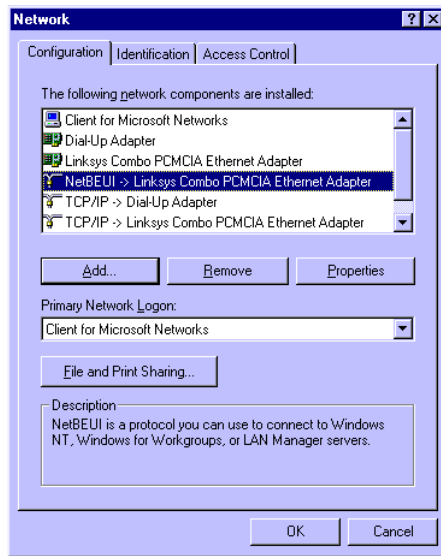 Network
Configuration Identification Access Control
The following network components are installed:
Client for Microsoft Networks
Dial-Up Adapter
Linksys Combo PCMCIA Ethernet Adapter
NetBEUI -> Linksys Combo PCMCIA Ethernet Adapter
TCP/IP -> Dial-Up Adapter
TCP/IP -> Linksys Combo PCMCIA Ethernet Adapter
Add... Remove Properties
Primary Network Logon:
Client for Microsoft Networks
File and Print Sharing...
Description
NetBEUI is a protocol you can use to connect to Windows
NT, Windows for Workgroups, or LAN Manager servers.
OK Cancel